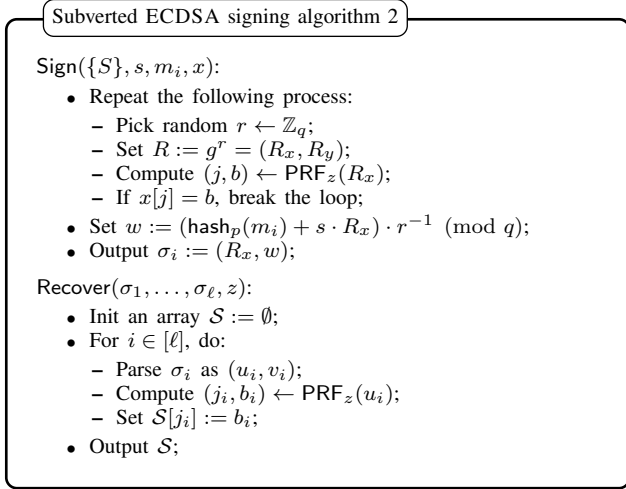 Subverted ECDSA signing algorithm 2
Sign({S}, s, m_i, x):
• Repeat the following process:
– Pick random r ← ℤ_q;
– Set R := g^r = (R_x, R_y);
– Compute (j, b) ← PRF_z(R_x);
– If x[j] = b, break the loop;
• Set w := (hash_p(m_i) + s · R_x) · r^{-1} (mod q);
• Output σ_i := (R_x, w);
Recover(σ_1, . . . , σ_ℓ, z):
• Init an array 𝒮 := ∅;
• For i ∈ [ℓ], do:
– Parse σ_i as (u_i, v_i);
– Compute (j_i, b_i) ← PRF_z(u_i);
– Set 𝒮[j_i] := b_i;
• Output 𝒮;